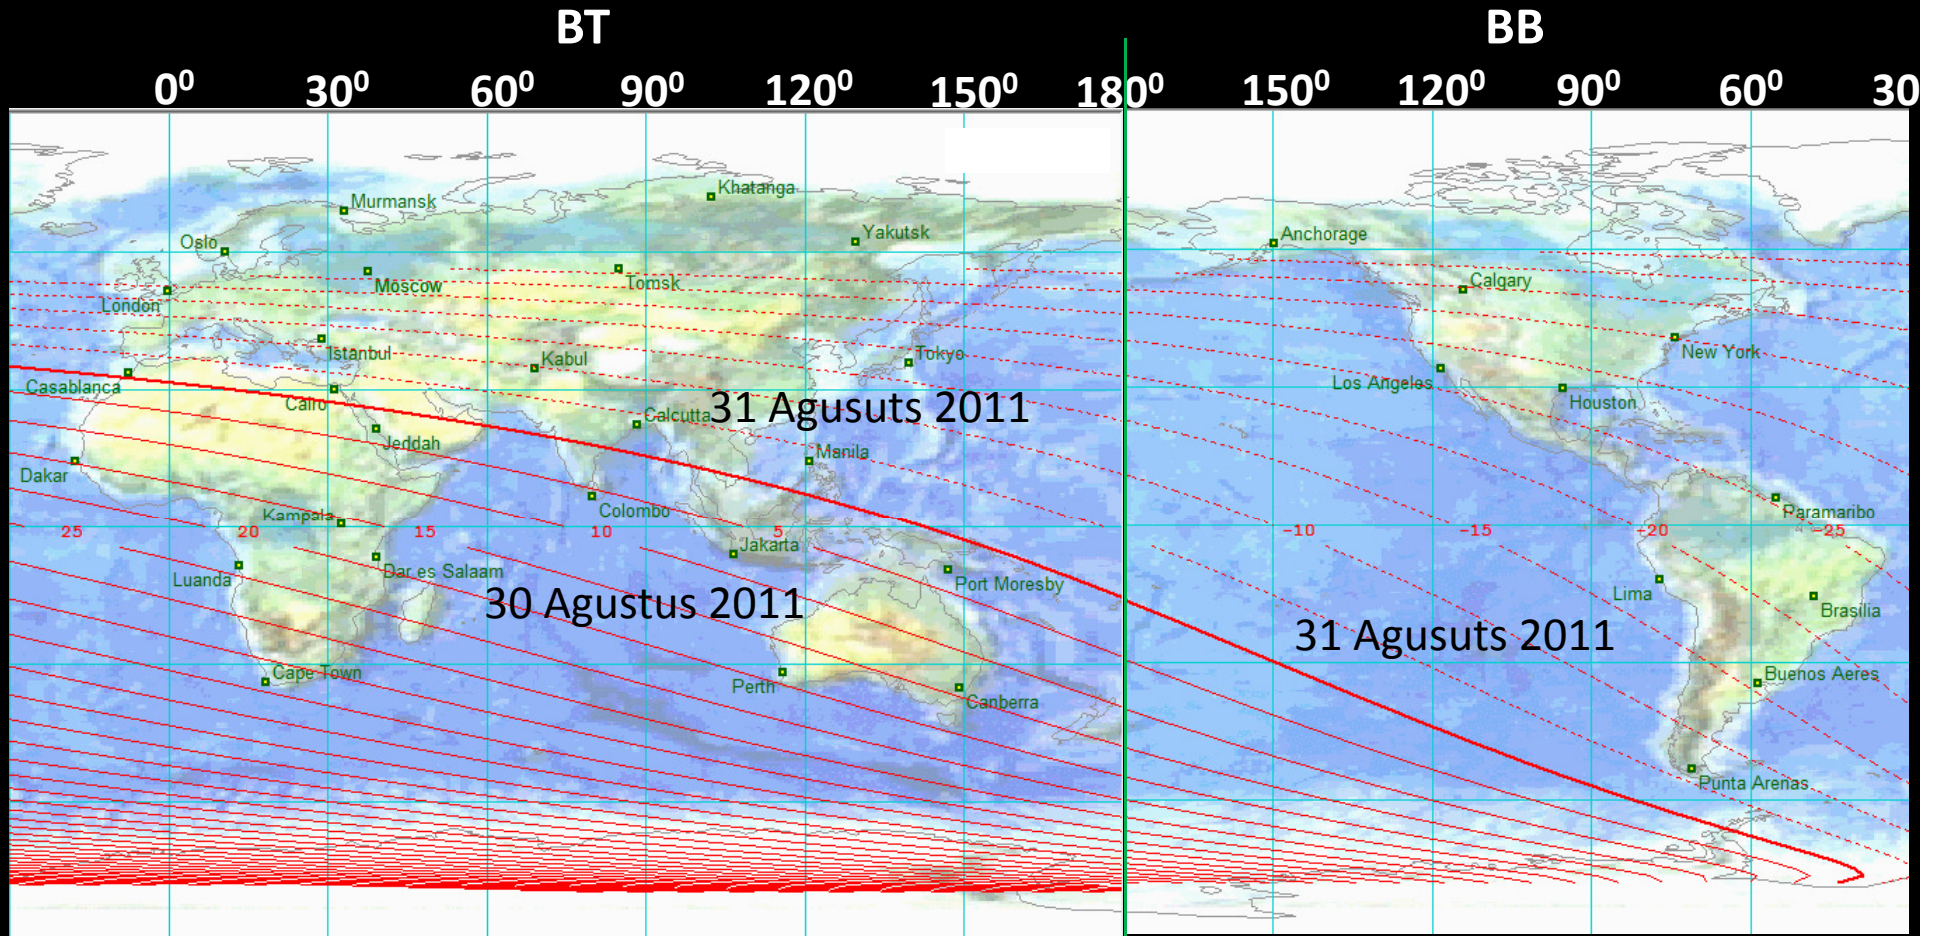 BT BB
0⁰ 30⁰ 60⁰ 90⁰ 120⁰ 150⁰ 180⁰ 150⁰ 120⁰ 90⁰ 60⁰ 30
Khatanga
Murmansk
Yakutsk
Oslo
Anchorage
Moscow
Tomsk
Calgary
London
Istanbul
Kabul
Tokyo
New York
Casablanca
Los Angeles
Cairo
Houston
Calcutta
31 Agusuts 2011
Jeddah
Manila
Dakar
Colombo
Kampala
Paramaribo
25 20 15 10 5 -10 -15 -20 -25
Jakarta
Luanda
Dar es Salaam
Port Moresby
Lima
30 Agustus 2011
Brasilia
31 Agusuts 2011
Cape Town
Buenos Aeres
Perth
Canberra
Punta Arenas